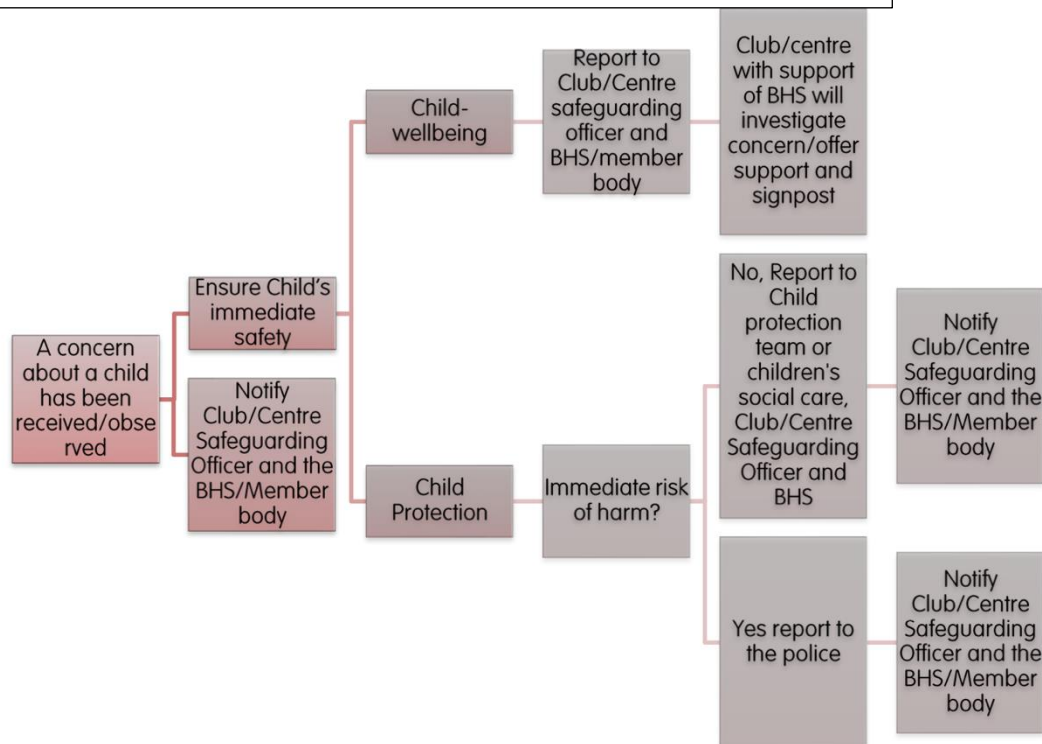 A concern
about a child
has been
received/obse
rved
Ensure Child's
immediate
safety
Notify
Club/Centre
Safeguarding
Officer and the
BHS/Member
body
Child-
wellbeing
Report to
Club/Centre
safeguarding
officer and
BHS/member
body
Club/centre
with support
of BHS will
investigate
concern/offer
support and
signpost
Child
Protection
Immediate risk
of harm?
No, Report to
Child
protection
team or
children's
social care,
Club/Centre
Safeguarding
Officer and
BHS
Notify
Club/Centre
Safeguarding
Officer and the
BHS/Member
body
Yes report to
the police
Notify
Club/Centre
Safeguarding
Officer and the
BHS/Member
body